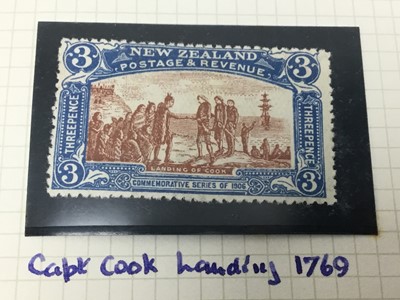 3 NEW ZEALAND 3
POSTAGE & REVENUE
THREEPENCE
THREEPENCE
LANDING OF COOK
3 COMMEMORATIVE SERIES OF 1906 3
Capt Cook Landing 1769